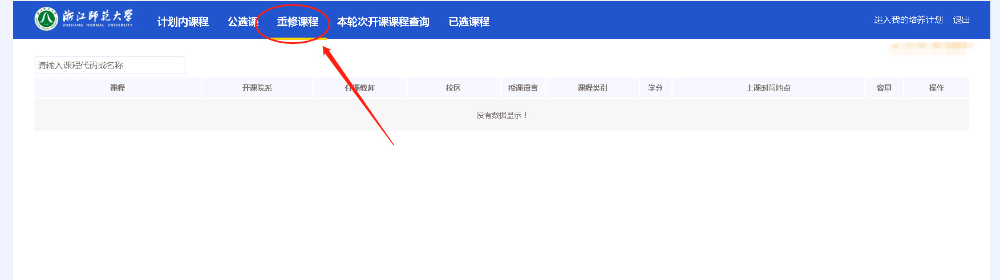 浙江师范大学
ZHEJIANG NORMAL UNIVERSITY
计划内课程 公选课 重修课程 本轮次开课课程查询 已选课程
进入我的培养计划 退出
请输入课程代码或名称
课程 开课院系 任课教师 校区 授课语言 课程类别 学分 上课时间地点 容量 操作
没有数据显示！